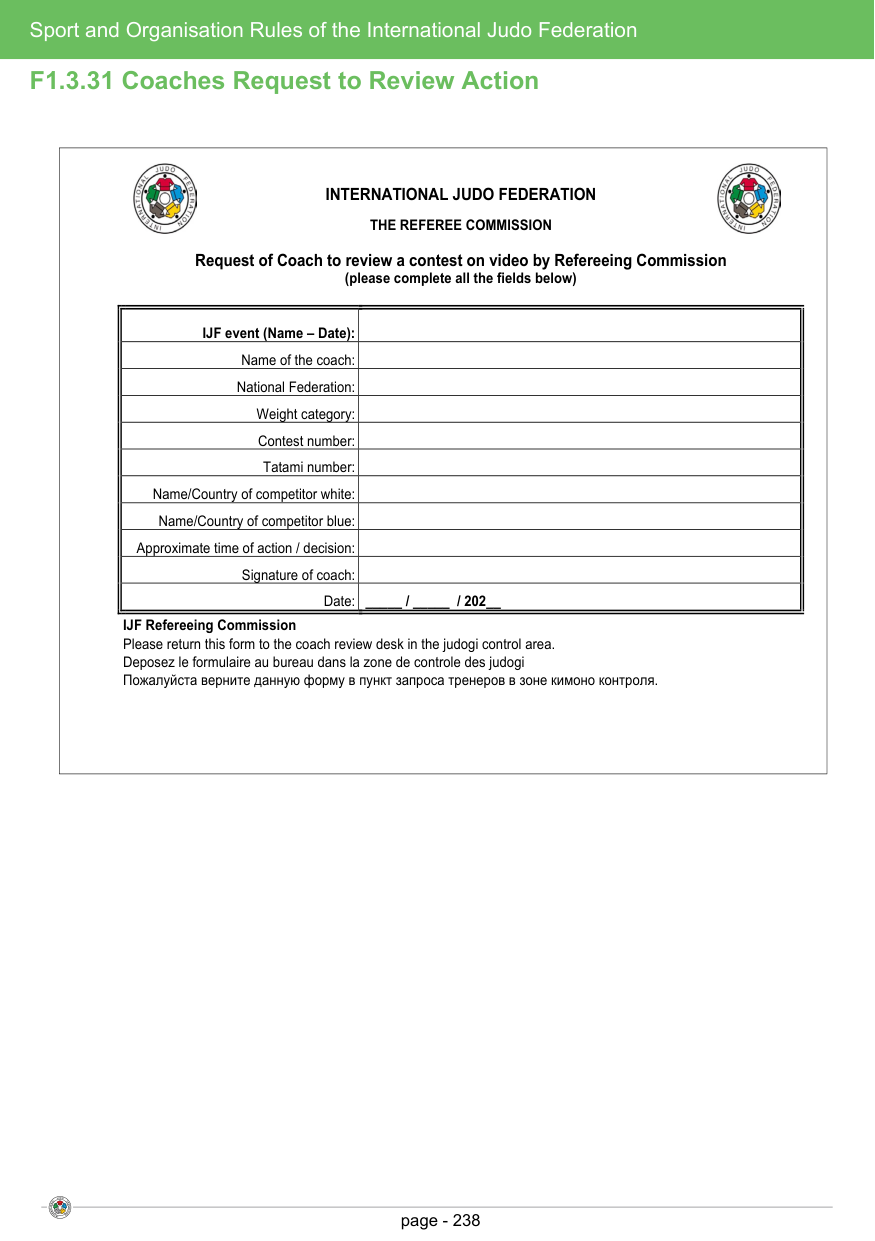 Sport and Organisation Rules of the International Judo Federation
F1.3.31 Coaches Request to Review Action
INTERNATIONAL JUDO FEDERATION
INTERNATIONAL JUDO FEDERATION
INTERNATIONAL JUDO FEDERATION
THE REFEREE COMMISSION
Request of Coach to review a contest on video by Refereeing Commission
(please complete all the fields below)
IJF event (Name – Date):
Name of the coach:
National Federation:
Weight category:
Contest number:
Tatami number:
Name/Country of competitor white:
Name/Country of competitor blue:
Approximate time of action / decision:
Signature of coach:
Date: _____ / _____ / 202__
IJF Refereeing Commission
Please return this form to the coach review desk in the judogi control area.
Deposez le formulaire au bureau dans la zone de controle des judogi
Пожалуйста верните данную форму в пункт запроса тренеров в зоне кимоно контроля.
page - 238